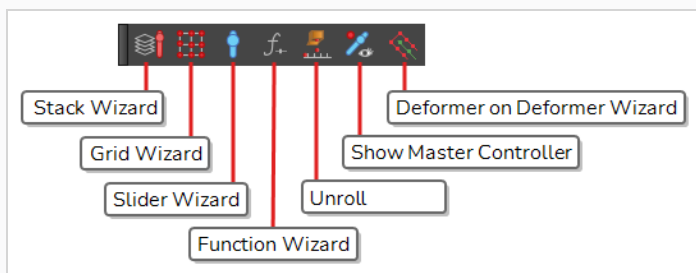 f+
Stack Wizard
Deformer on Deformer Wizard
Grid Wizard
Show Master Controller
Slider Wizard
Unroll
Function Wizard